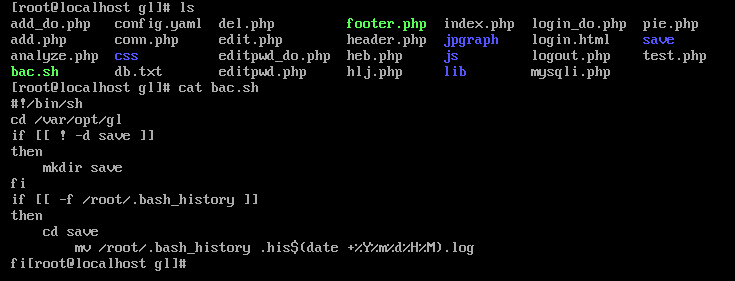 [root@localhost gl]# ls
add_do.php config.yaml del.php footer.php index.php login_do.php pie.php
add.php conn.php edit.php header.php jpgraph login.html save
analyze.php css editpwd_do.php heb.php js logout.php test.php
bac.sh db.txt editpwd.php hlj.php lib mysqli.php
[root@localhost gl]# cat bac.sh
#!/bin/sh
cd /var/opt/gl
if [[ ! -d save ]]
then
    mkdir save
fi
if [[ -f /root/.bash_history ]]
then
    cd save
        mv /root/.bash_history .his$(date +%Y%m%d%H%M).log
fi[root@localhost gl]#